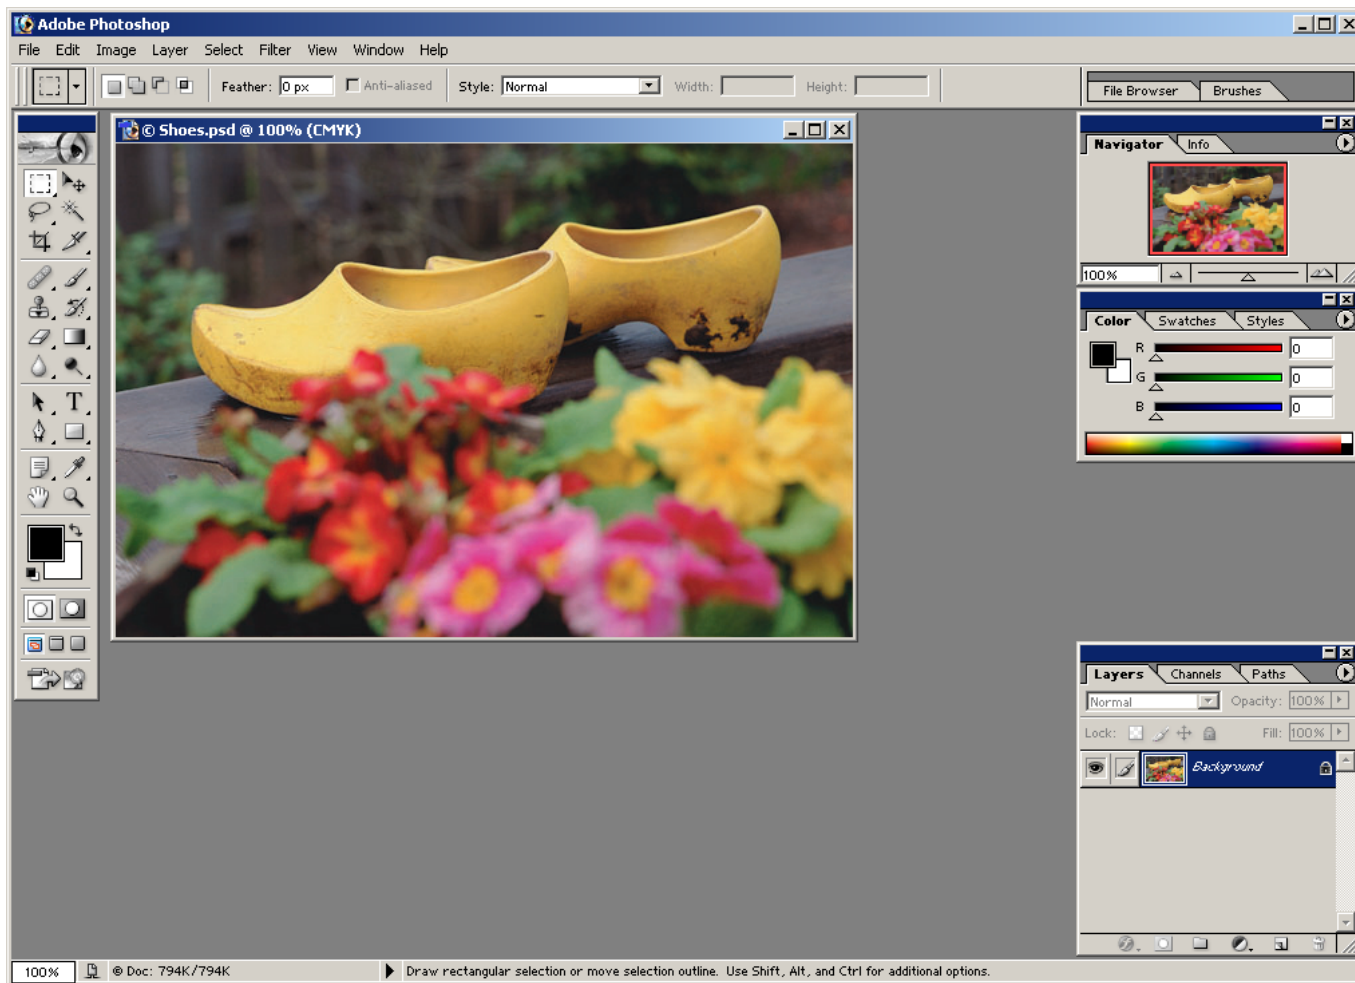 Adobe Photoshop
File Edit Image Layer Select Filter View Window Help
Feather: 0 px Anti-aliased Style: Normal Width: Height: File Browser Brushes
© Shoes.psd @ 100% (CMYK)
Navigator Info
100%
Color Swatches Styles
R 0
G 0
B 0
T
Layers Channels Paths
Normal Opacity: 100%
Lock: Fill: 100%
Background
100% © Doc: 794K/794K Draw rectangular selection or move selection outline. Use Shift, Alt, and Ctrl for additional options.